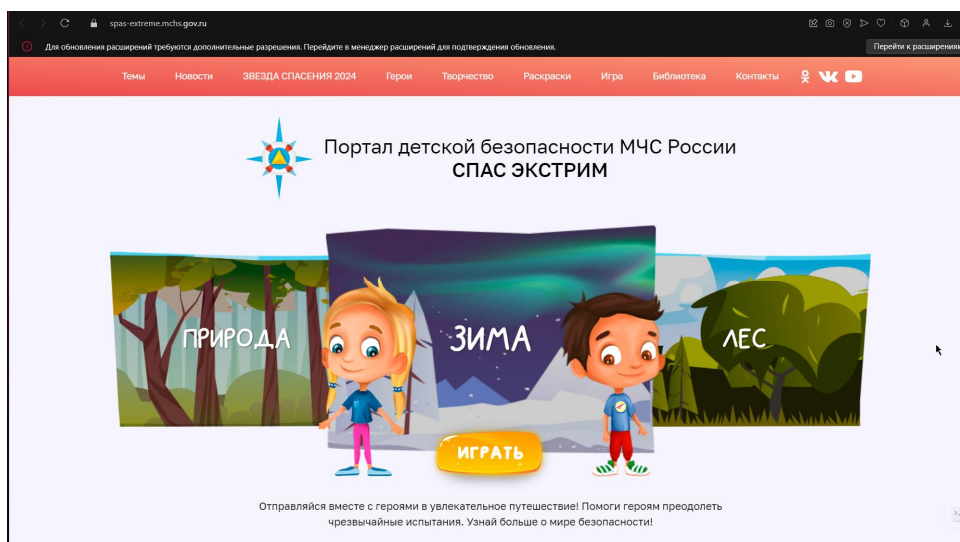 spas-extreme.mchs.gov.ru
Для обновления расширений требуются дополнительные разрешения. Перейдите в менеджер расширений для подтверждения обновления.
Перейти к расширениям
Темы Новости ЗВЕЗДА СПАСЕНИЯ 2024 Герои Творчество Раскраски Игра Библиотека Контакты
Портал детской безопасности МЧС России
СПАС ЭКСТРИМ
ПРИРОДА
ЗИМА
ЛЕС
ИГРАТЬ
Отправляйся вместе с героями в увлекательное путешествие! Помоги героям преодолеть
чрезвычайные испытания. Узнай больше о мире безопасности!